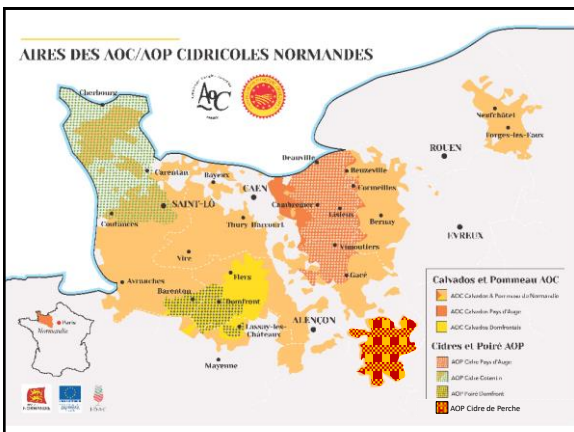 AIRES DES AOC/AOP CIDRICOLES NORMANDES
AOC
Cherbourg
Neufchâtel
Forges-les-Eaux
ROUEN
Deauville
Beuzeville
Carentan
Bayeux
CAEN
Cormeilles
SAINT-LÔ
Cambremer
Lisieux
Bernay
Coutances
Thury Harcourt
EVREUX
Vimoutiers
Vire
Gacé
Flers
Avranches
Barenton
Domfront
ALENÇON
Lassay-les-
Châteaux
Mayenne
Paris
Normandie
Calvados et Pommeau AOC
AOC Calvados & Pommeau de Normandie
AOC Calvados Pays d'Auge
AOC Calvados Domfrontais
Cidres et Poiré AOP
AOP Cidre Pays d'Auge
AOP Cidre Cotentin
AOP Poiré Domfront
AOP Cidre de Perche